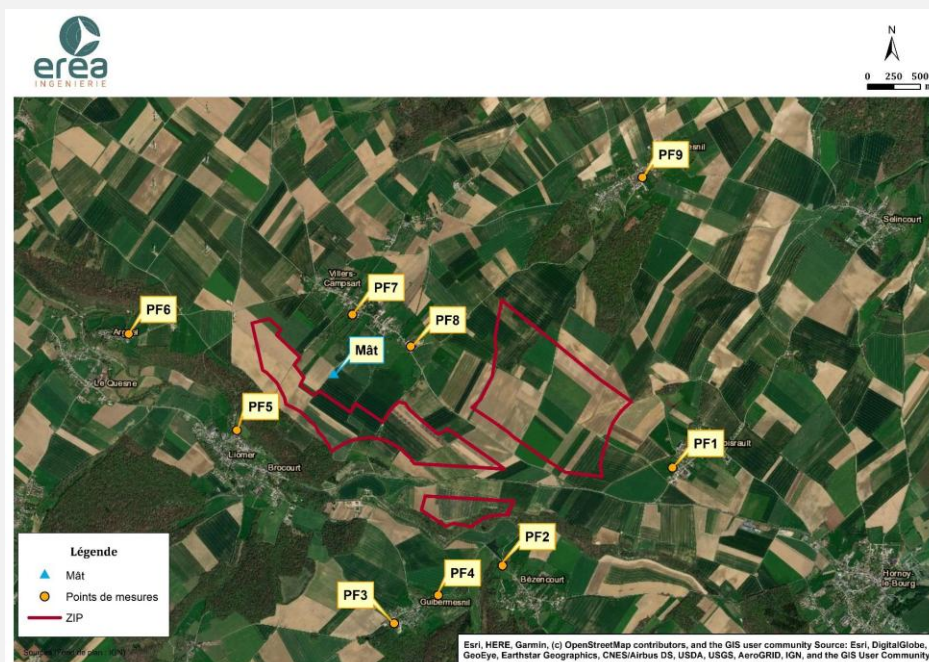 erea
INGENIERIE
N
0 250 500
PF9
esnil
Selincourt
Villers
Campsart
PF7
PF6
PF8
Mât
Le Quesne
PF5
Liomer
Brocourt
PF1
oisrault
PF2
PF4
Bézencourt
PF3
Guibermesnil
Hornoy
le Bourg
Légende
Mât
Points de mesures
ZIP
Esri, HERE, Garmin, (c) OpenStreetMap contributors, and the GIS user community Source: Esri, DigitalGlobe,
GeoEye, Earthstar Geographics, CNES/Airbus DS, USDA, USGS, AeroGRID, IGN, and the GIS User Community